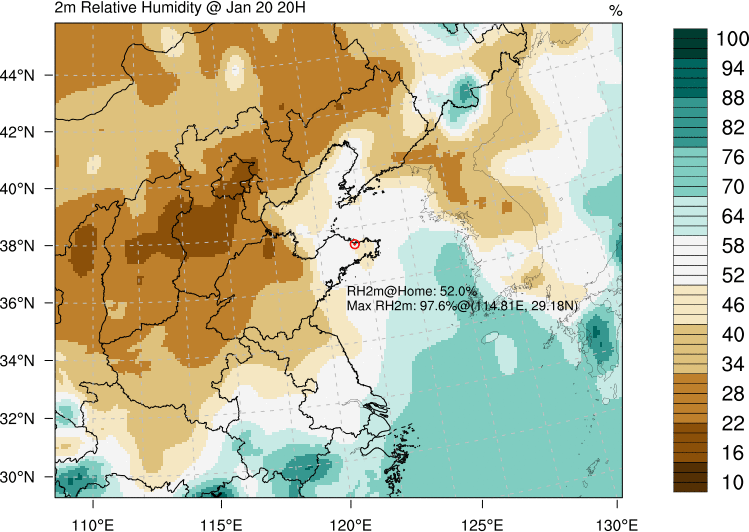 2m Relative Humidity @ Jan 20 20H
%
44°N
42°N
40°N
38°N
36°N
34°N
32°N
30°N
RH2m@Home: 52.0%
Max RH2m: 97.6%@(114.81E, 29.18N)
110°E 115°E 120°E 125°E 130°E
100
94
88
82
76
70
64
58
52
46
40
34
28
22
16
10